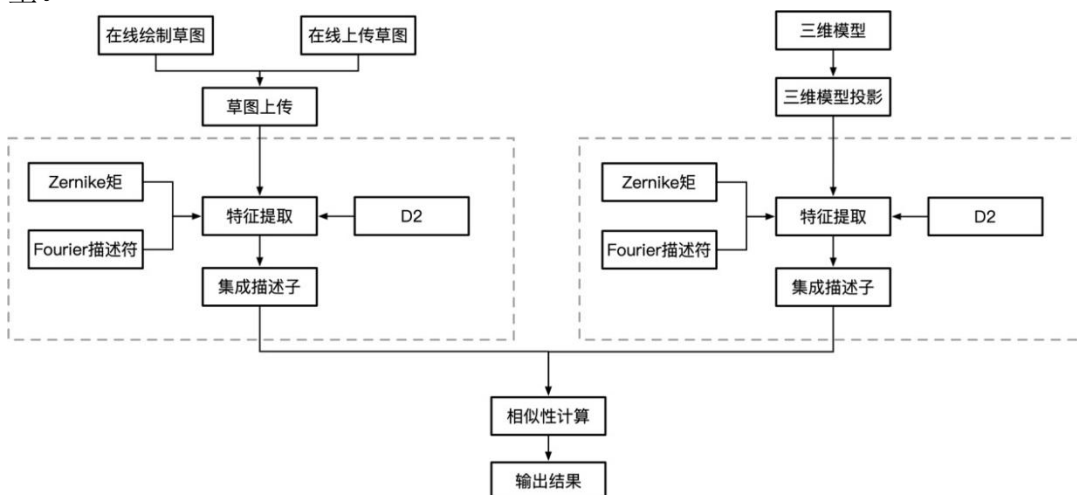 在线绘制草图
在线上传草图
三维模型
草图上传
三维模型投影
Zernike矩
特征提取
D2
Fourier描述符
集成描述子
Zernike矩
特征提取
D2
Fourier描述符
集成描述子
相似性计算
输出结果